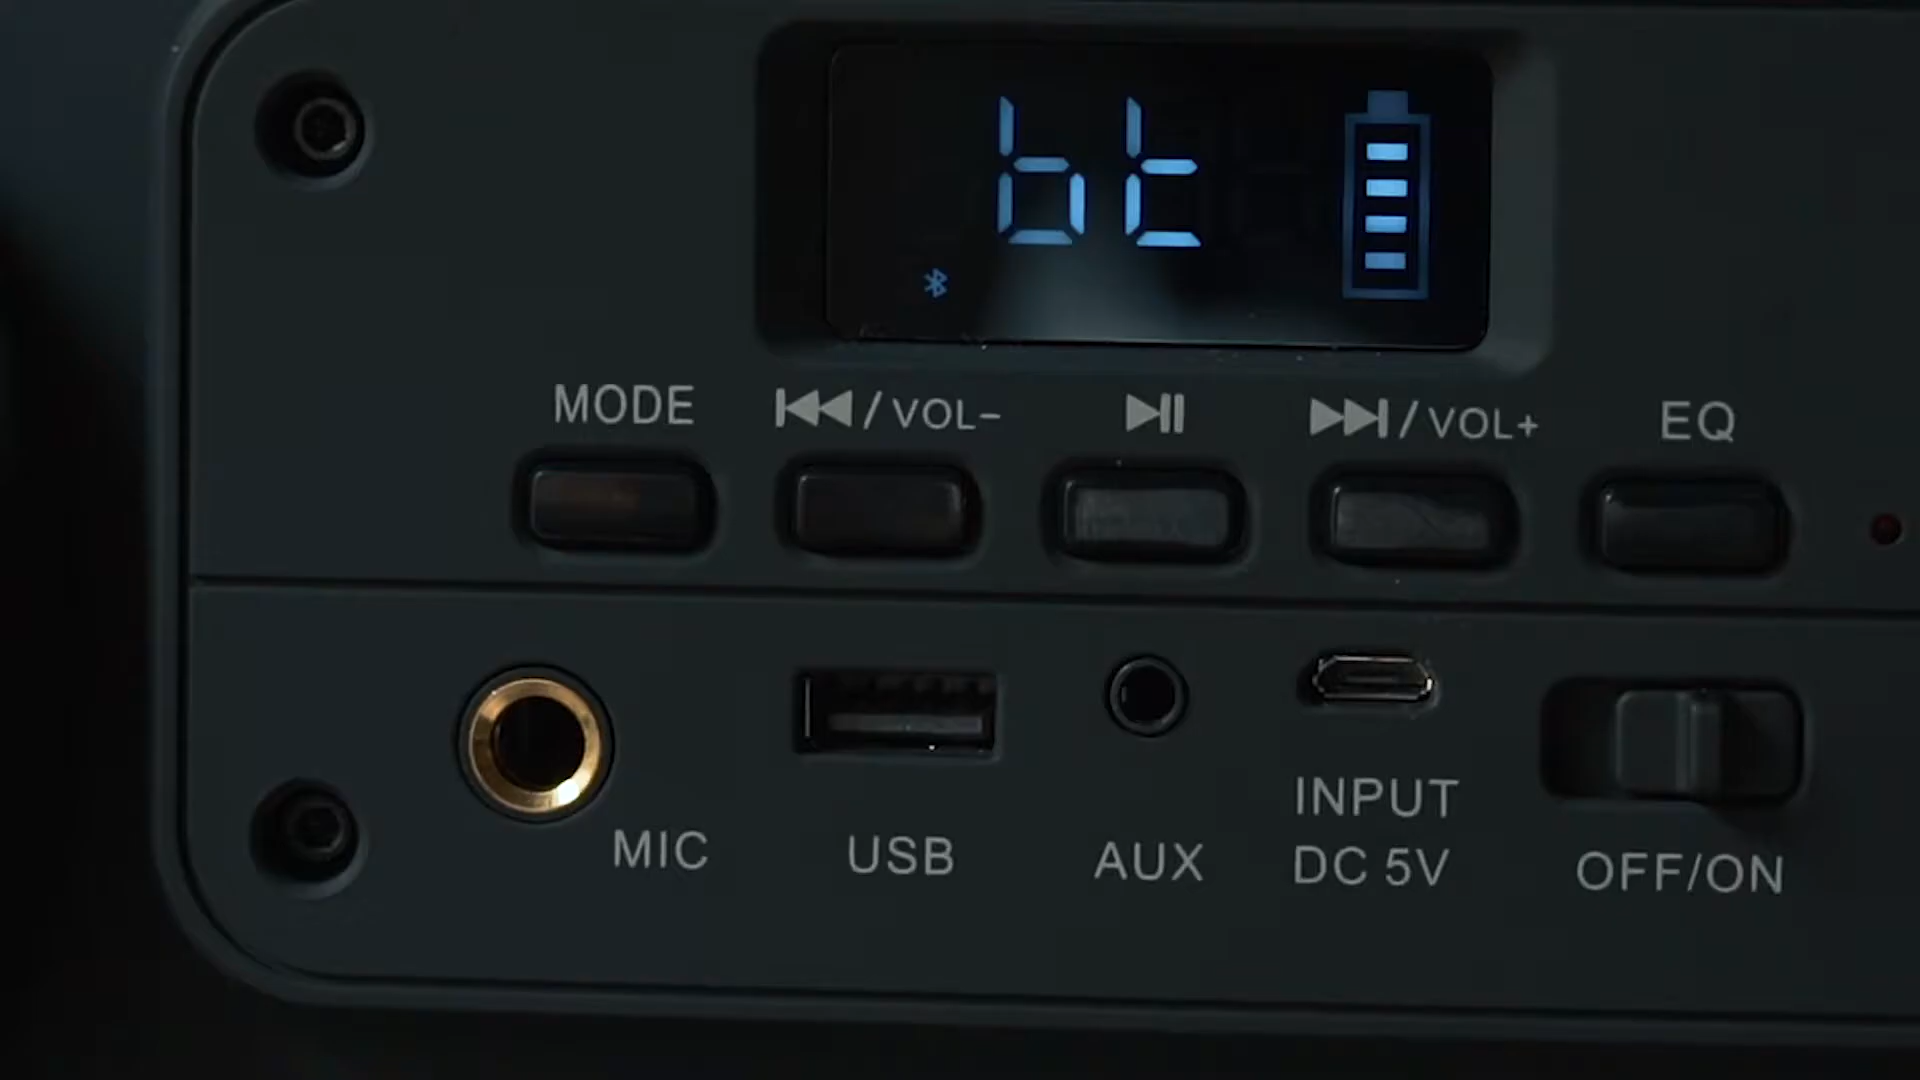 bt
MODE
/VOL-
/VOL+
EQ
MIC
USB
AUX
INPUT
DC 5V
OFF/ON